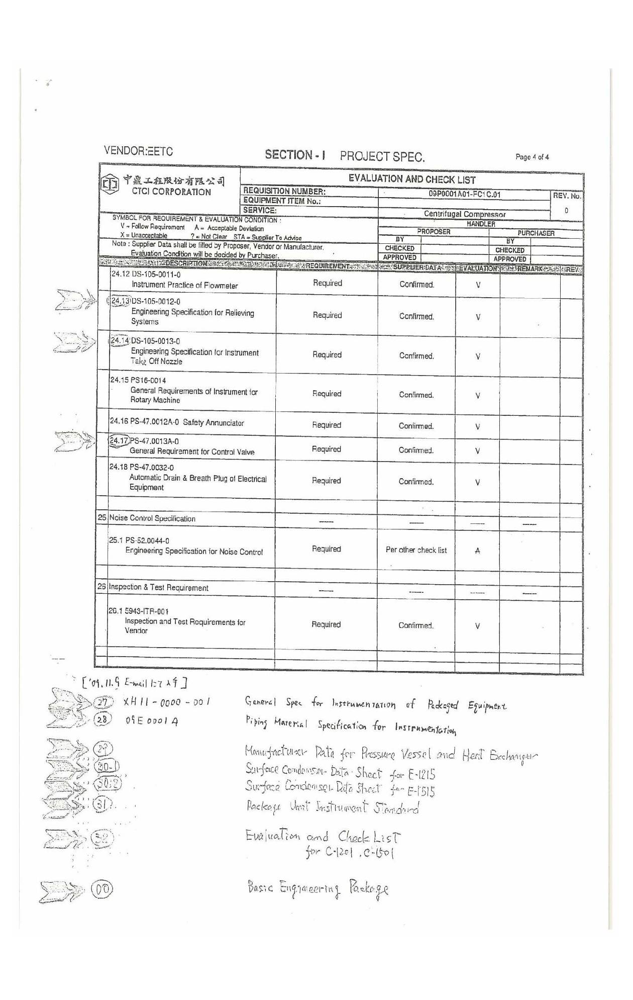 VENDOR:EETC
SECTION - I PROJECT SPEC.
Page 4 of 4
中鼎工程股份有限公司
CTCI CORPORATION
EVALUATION AND CHECK LIST
REQUISITION NUMBER: 09P0001A01-FC1C.01 REV. No.
EQUIPMENT ITEM No.: 0
SERVICE: Centrifugal Compressor
SYMBOL FOR REQUIREMENT & EVALUATION CONDITION :
V = Follow Requirement A = Acceptable Deviation
X = Unacceptable ? = Not Clear STA = Supplier To Advise
Note : Supplier Data shall be filled by Proposer, Vendor or Manufacturer.
Evaluation Condition will be decided by Purchaser.
HANDLER
PROPOSER PURCHASER
BY BY
CHECKED CHECKED
APPROVED APPROVED
DESCRIPTION REQUIREMENT SUPPLIER DATA EVALUATION REMARK REV.
24.12 DS-105-0011-0
Instrument Practice of Flowmeter Required Confirmed. V
24.13 DS-105-0012-0
Engineering Specification for Relieving Required Confirmed. V
Systems
24.14 DS-105-0013-0
Engineering Specification for Instrument Required Confirmed. V
Take Off Nozzle
24.15 PS16-0014
General Requirements of Instrument for Required Confirmed. V
Rotary Machine
24.16 PS-47.0012A-0 Safety Annunciator Required Confirmed. V
24.17 PS-47.0013A-0
General Requirement for Control Valve Required Confirmed. V
24.18 PS-47.0032-0
Automatic Drain & Breath Plug of Electrical Required Confirmed. V
Equipment
25 Noise Control Specification
25.1 PS-52.0044-0
Engineering Specification for Noise Control Required Per other check list A
26 Inspection & Test Requirement
26.1 5943-ITR-001
Inspection and Test Requirements for Required Confirmed. V
Vendor
['09.11.9 E-mail ]
27 XH11-0000-001 General Spec for Instrumentation of Packaged Equipment
28 09E0001A Piping Material Specification for Instrumentation
29 Manufacturer Data for Pressure Vessel and Heat Exchanger
30-1 Surface Condenser Data Sheet for E-1215
30-2 Surface Condenser Data Sheet for E-1515
31 Package Unit Instrument Standard
32 Evaluation and Check List
for C-1201, C-1501
00 Basic Engineering Package